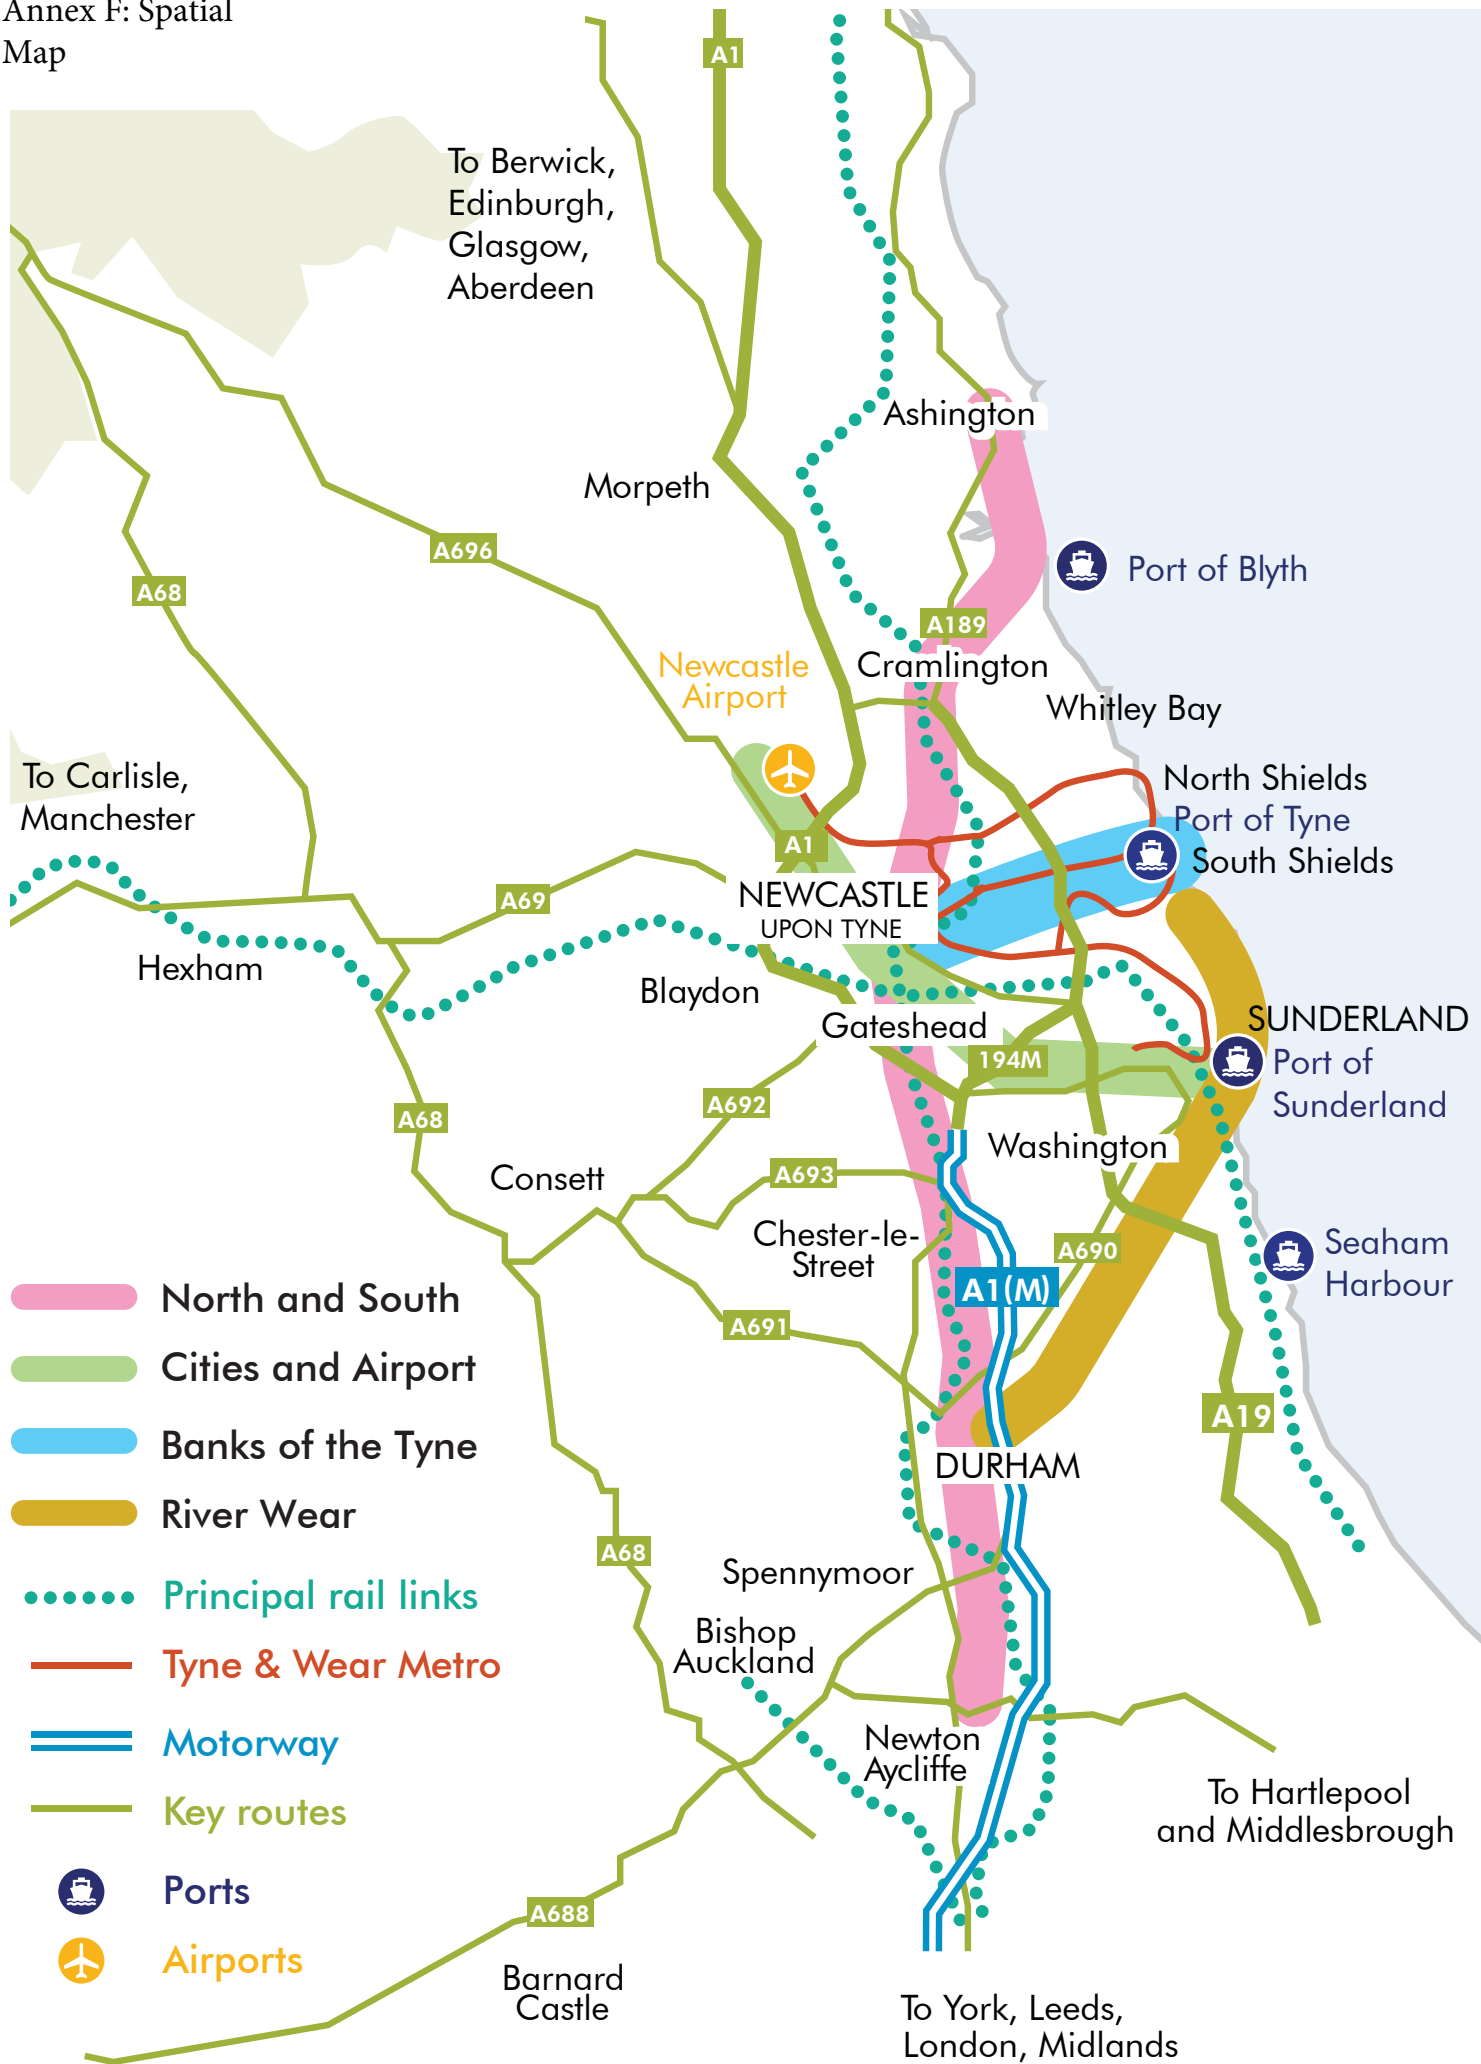 Annex F: Spatial
Map
A1
To Berwick,
Edinburgh,
Glasgow,
Aberdeen
Ashington
Morpeth
A696
Port of Blyth
A68
A189
Newcastle
Airport
Cramlington
Whitley Bay
To Carlisle,
Manchester
North Shields
Port of Tyne
A1
South Shields
A69
NEWCASTLE
UPON TYNE
Hexham
Blaydon
Gateshead
SUNDERLAND
194M
Port of
Sunderland
A68
A692
Washington
Consett
A693
Chester-le-
Street
A690
Seaham
Harbour
A1(M)
North and South
A691
Cities and Airport
A19
Banks of the Tyne
DURHAM
River Wear
A68
Spennymoor
Principal rail links
Bishop
Auckland
Tyne & Wear Metro
Newton
Aycliffe
Motorway
Key routes
To Hartlepool
and Middlesbrough
Ports
A688
Airports
Barnard
Castle
To York, Leeds,
London, Midlands